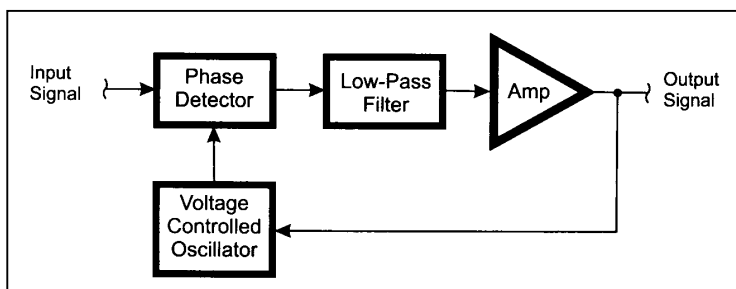 Input
Signal
Phase
Detector
Low-Pass
Filter
Amp
Output
Signal
Voltage
Controlled
Oscillator